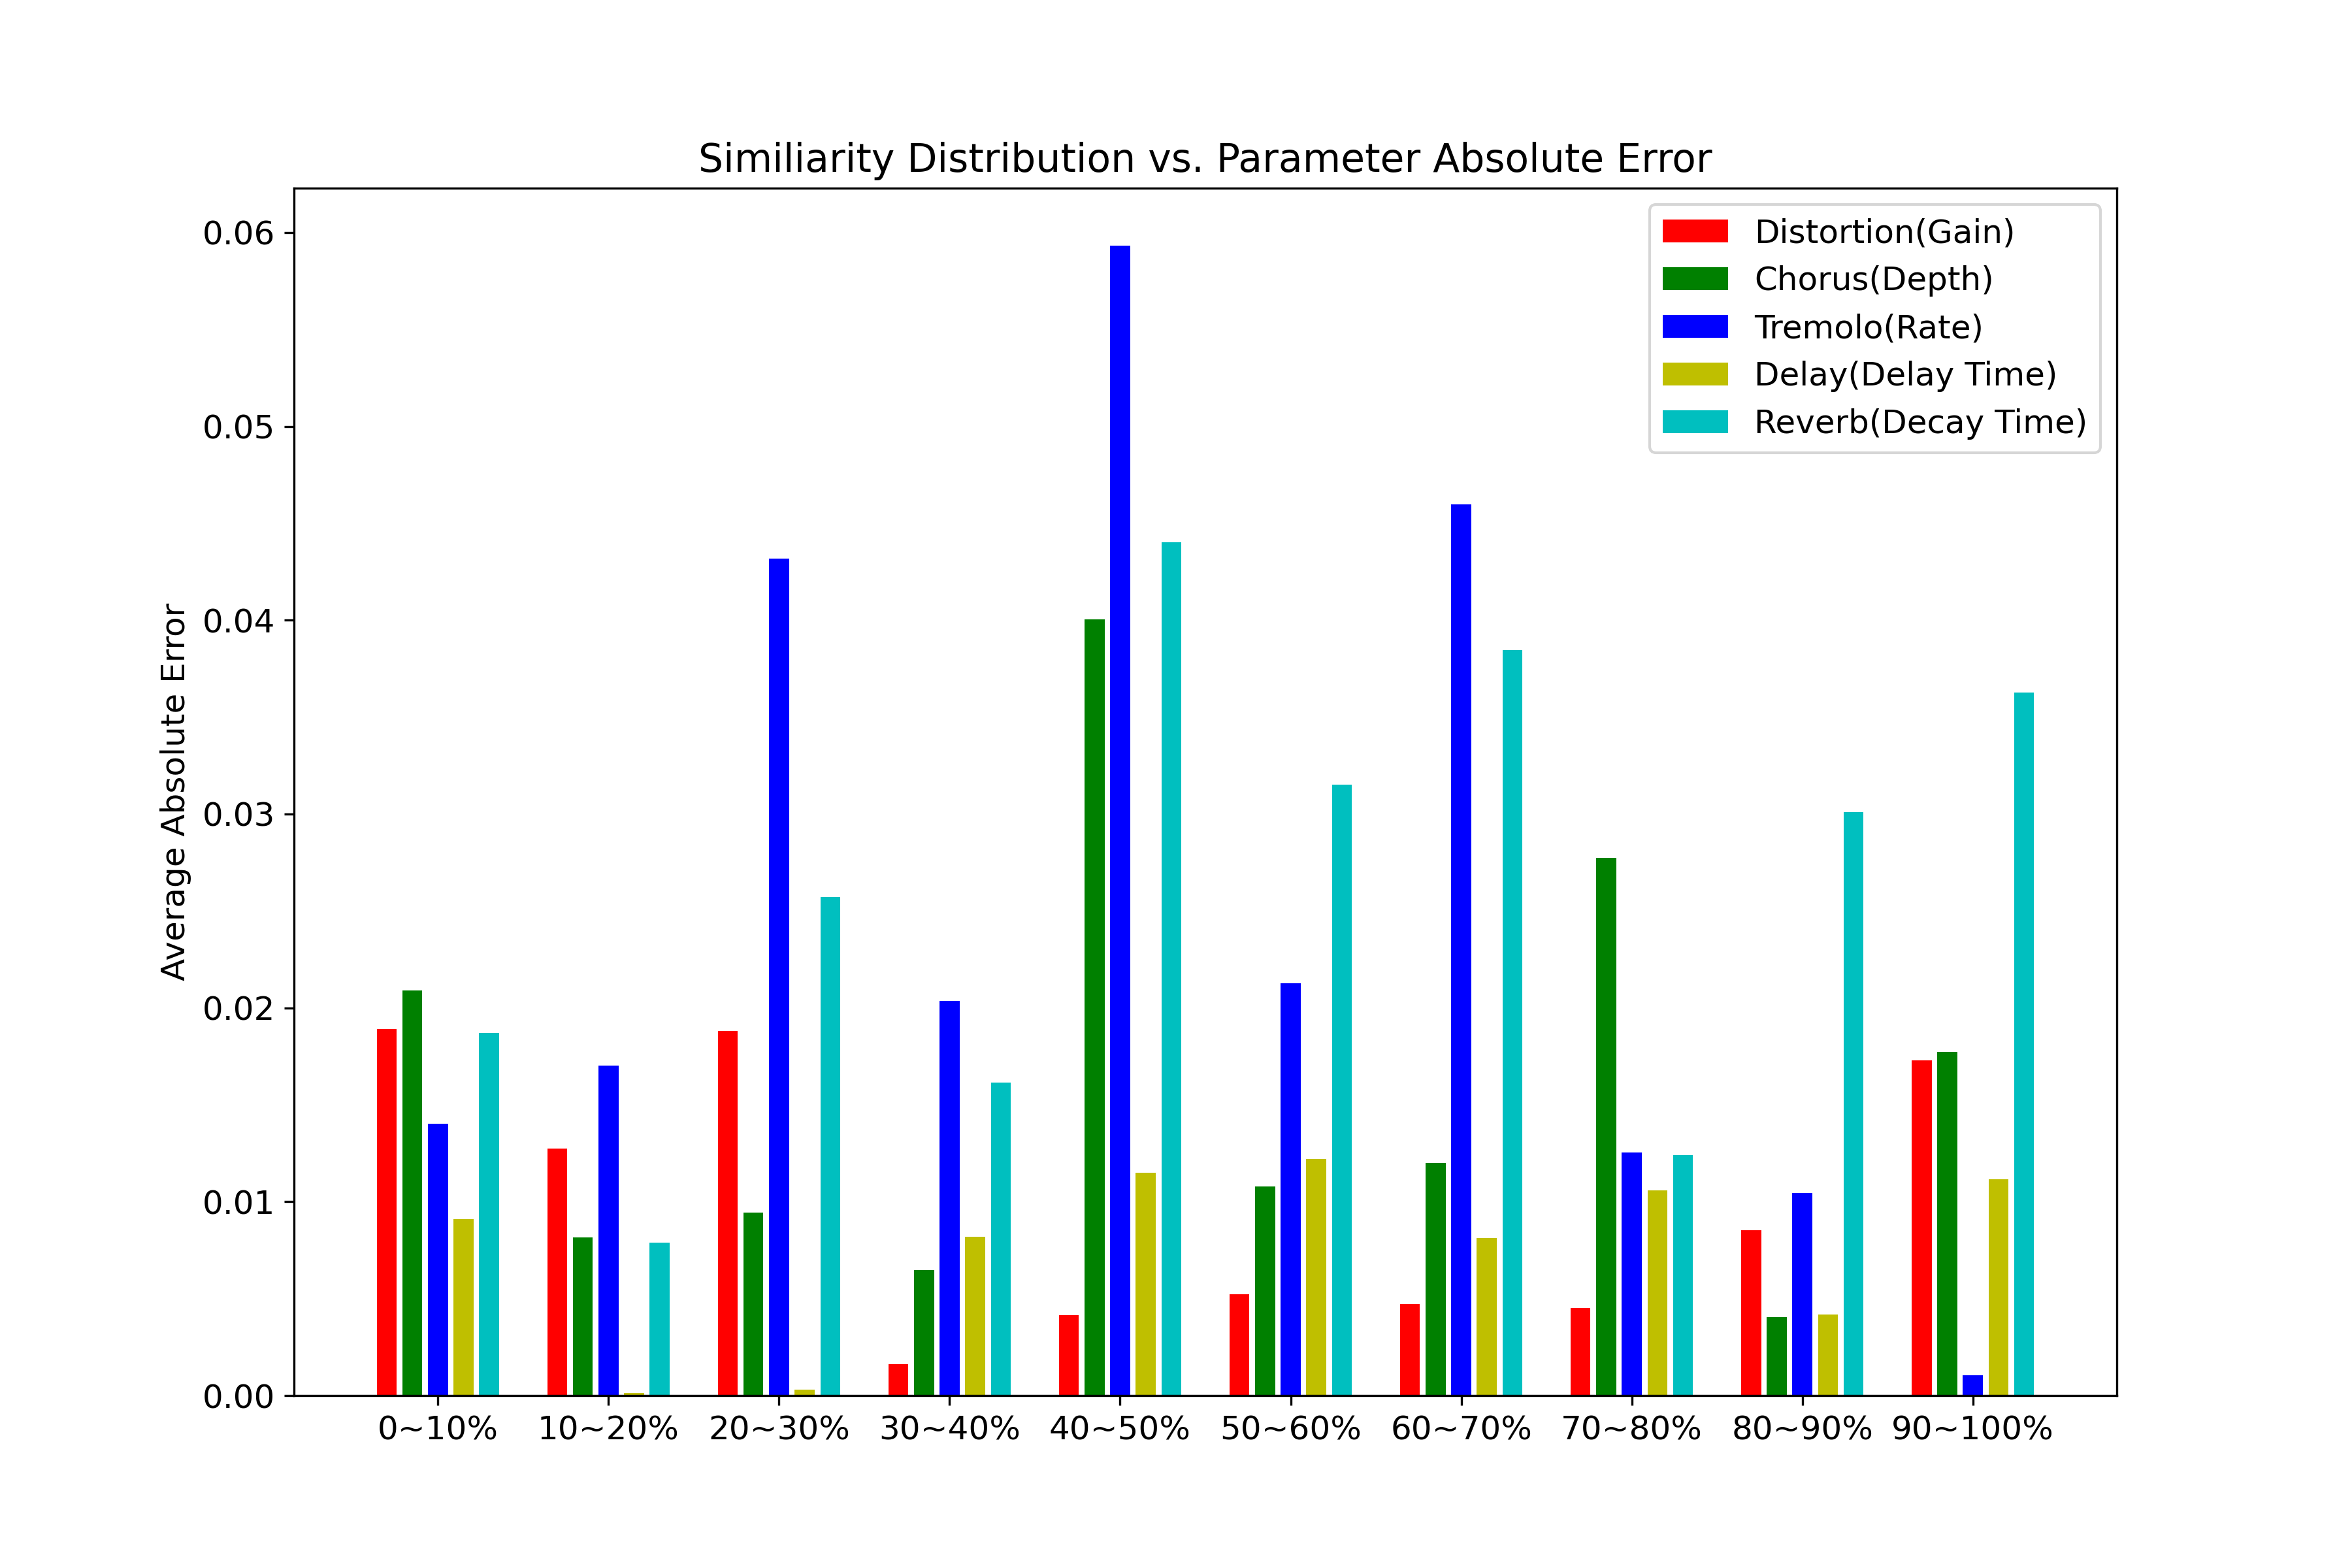 Similiarity Distribution vs. Parameter Absolute Error
Distortion(Gain)
Chorus(Depth)
Tremolo(Rate)
Delay(Delay Time)
Reverb(Decay Time)
Average Absolute Error
0.06
0.05
0.04
0.03
0.02
0.01
0.00
0~10% 10~20% 20~30% 30~40% 40~50% 50~60% 60~70% 70~80% 80~90% 90~100%